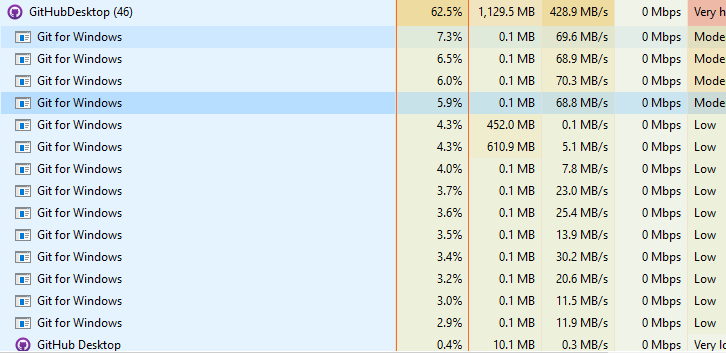 GitHubDesktop (46) 62.5% 1,129.5 MB 428.9 MB/s 0 Mbps Very h
Git for Windows 7.3% 0.1 MB 69.6 MB/s 0 Mbps Mode
Git for Windows 6.5% 0.1 MB 68.9 MB/s 0 Mbps Mode
Git for Windows 6.0% 0.1 MB 70.3 MB/s 0 Mbps Mode
Git for Windows 5.9% 0.1 MB 68.8 MB/s 0 Mbps Mode
Git for Windows 4.3% 452.0 MB 0.1 MB/s 0 Mbps Low
Git for Windows 4.3% 610.9 MB 5.1 MB/s 0 Mbps Low
Git for Windows 4.0% 0.1 MB 7.8 MB/s 0 Mbps Low
Git for Windows 3.7% 0.1 MB 23.0 MB/s 0 Mbps Low
Git for Windows 3.6% 0.1 MB 25.4 MB/s 0 Mbps Low
Git for Windows 3.5% 0.1 MB 13.9 MB/s 0 Mbps Low
Git for Windows 3.4% 0.1 MB 30.2 MB/s 0 Mbps Low
Git for Windows 3.2% 0.1 MB 20.6 MB/s 0 Mbps Low
Git for Windows 3.0% 0.1 MB 11.5 MB/s 0 Mbps Low
Git for Windows 2.9% 0.1 MB 11.9 MB/s 0 Mbps Low
GitHub Desktop 0.4% 10.1 MB 0.3 MB/s 0 Mbps Very lo